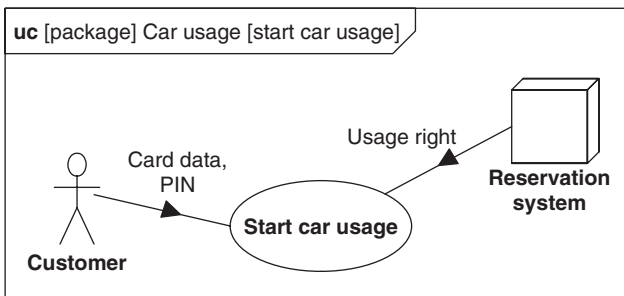 uc [package] Car usage [start car usage]
Usage right
Card data,
PIN
Reservation
system
Start car usage
Customer